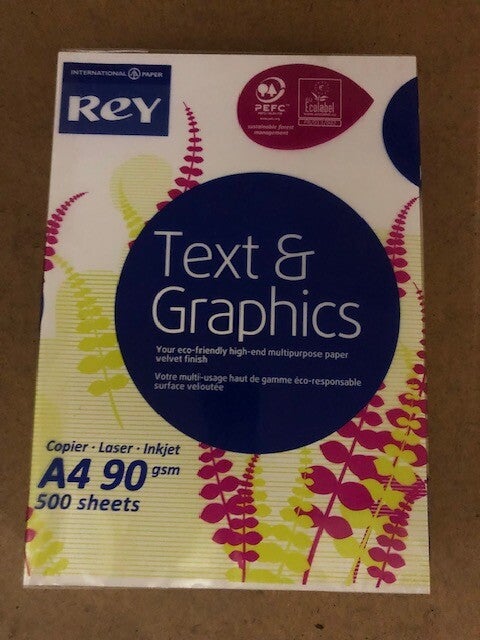 INTERNATIONAL PAPER
Rey
PEFC
sustainable forest
management
Ecolabel
Text &
Graphics
Your eco-friendly high-end multipurpose paper
velvet finish
Votre multi-usage haut de gamme éco-responsable
surface veloutée
Copier · Laser · Inkjet
A4 90 gsm
500 sheets